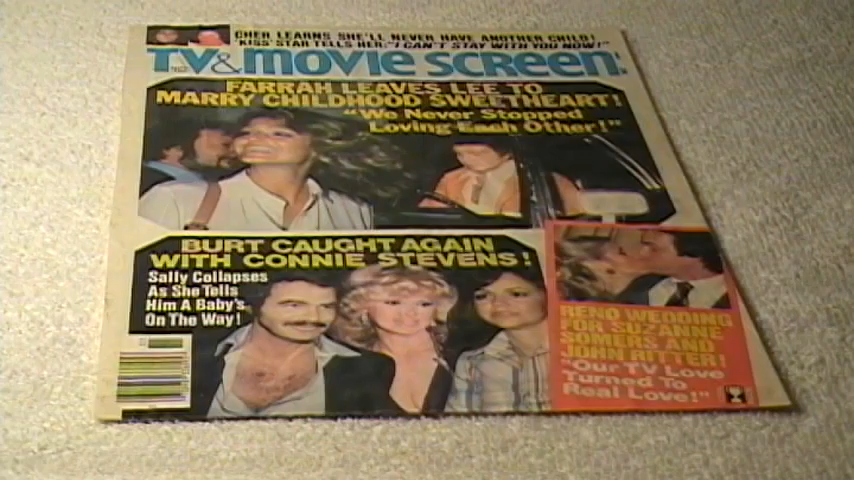 CHER LEARNS SHE'LL NEVER HAVE ANOTHER CHILD!
'KISS' STAR TELLS HER: "I CAN'T STAY WITH YOU NOW!"
TV & MOVIE SCREEN
FARRAH LEAVES LEE TO
MARRY CHILDHOOD SWEETHEART!
"We Never Stopped
Loving Each Other!"
BURT CAUGHT AGAIN
WITH CONNIE STEVENS!
Sally Collapses
As She Tells
Him A Baby's
On The Way!
RENO WEDDING
FOR SUZANNE
SOMERS AND
JOHN RITTER!
"Our TV Love
Turned To
Real Love!"